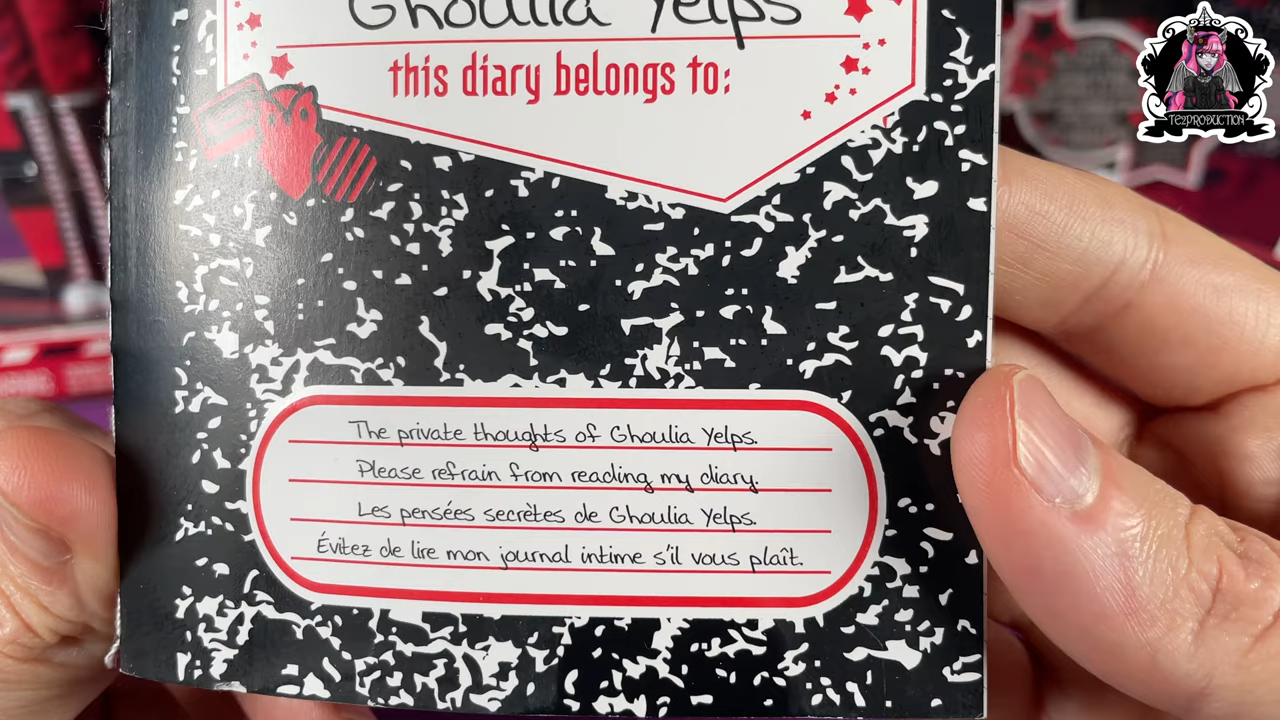 Ghoulia Yelps
this diary belongs to:
The private thoughts of Ghoulia Yelps.
Please refrain from reading my diary.
Les pensées secrètes de Ghoulia Yelps.
Évitez de lire mon journal intime s'il vous plaît.
TE2PRODUCTION